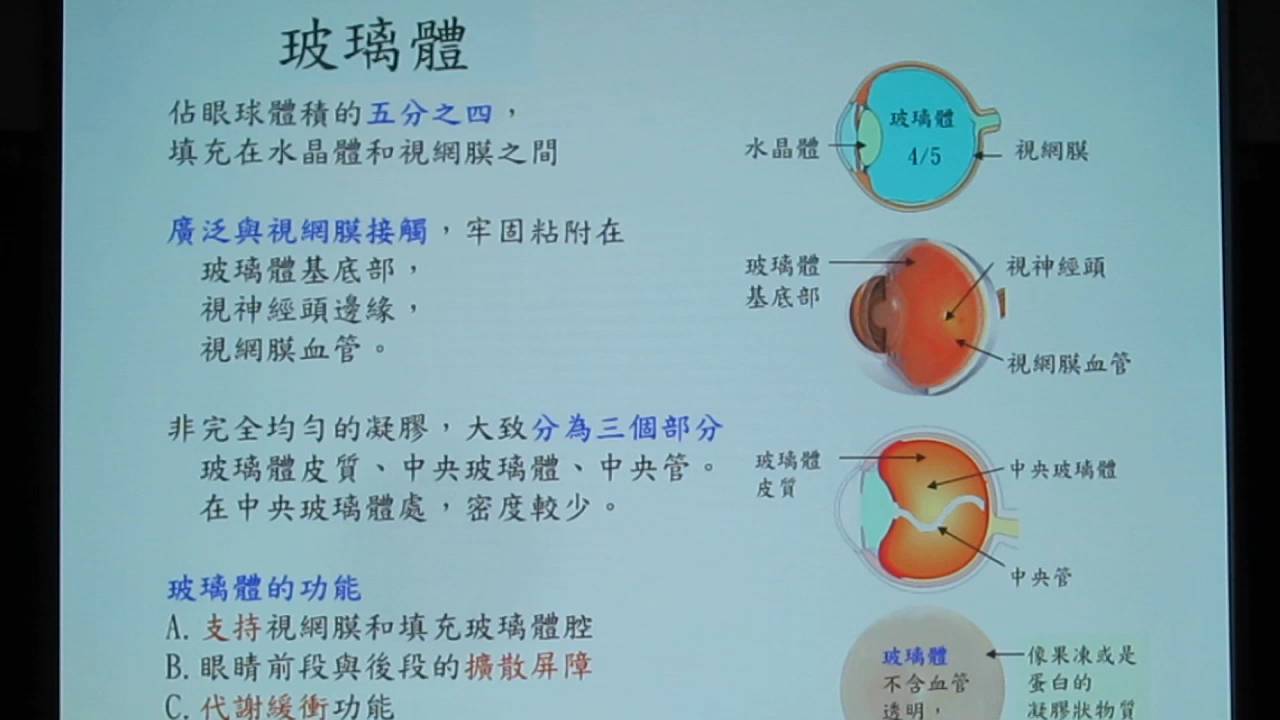 玻璃體
佔眼球體積的五分之四，
填充在水晶體和視網膜之間
廣泛與視網膜接觸，牢固粘附在
玻璃體基底部，
視神經頭邊緣，
視網膜血管。
非完全均勻的凝膠，大致分為三個部分
玻璃體皮質、中央玻璃體、中央管。
在中央玻璃體處，密度較少。
玻璃體的功能
A. 支持視網膜和填充玻璃體腔
B. 眼睛前段與後段的擴散屏障
C. 代謝緩衝功能
玻璃體
4/5
水晶體
視網膜
玻璃體
基底部
視神經頭
視網膜血管
玻璃體
皮質
中央玻璃體
中央管
玻璃體
不含血管
透明，
像果凍或是
蛋白的
凝膠狀物質